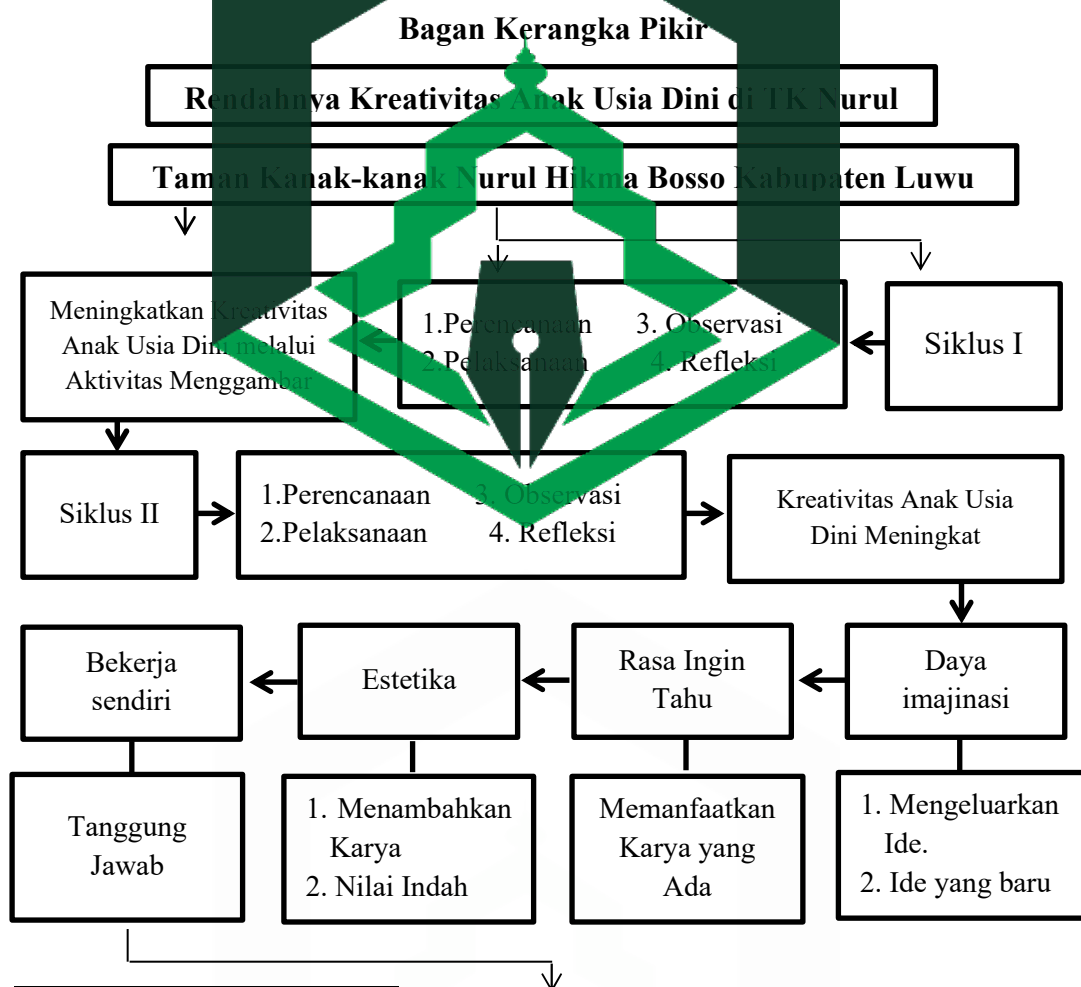 Bagan Kerangka Pikir
Rendahnya Kreativitas Anak Usia Dini di TK Nurul
Taman Kanak-kanak Nurul Hikma Bosso Kabupaten Luwu
Meningkatkan Kreativitas
Anak Usia Dini melalui
Aktivitas Menggambar
1.Perencanaan 3. Observasi
2.Pelaksanaan 4. Refleksi
Siklus I
Siklus II
1.Perencanaan 3. Observasi
2.Pelaksanaan 4. Refleksi
Kreativitas Anak Usia
Dini Meningkat
Bekerja
sendiri
Estetika
Rasa Ingin
Tahu
Daya
imajinasi
Tanggung
Jawab
1. Menambahkan
Karya
2. Nilai Indah
Memanfaatkan
Karya yang
Ada
1. Mengeluarkan
Ide.
2. Ide yang baru